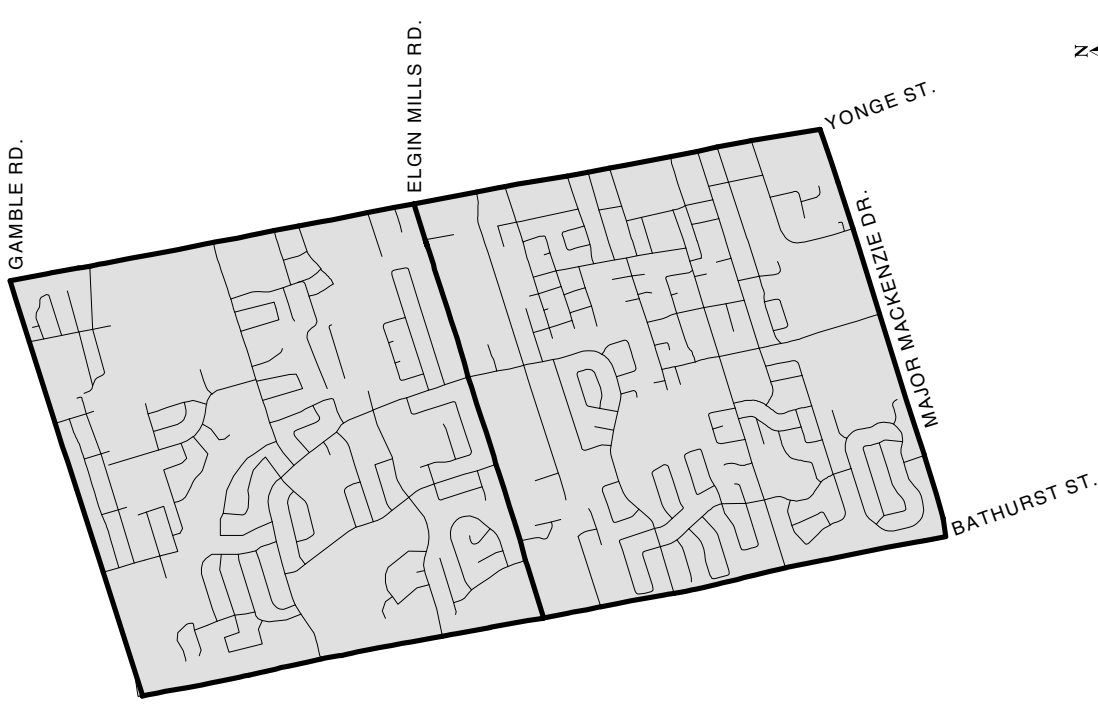 ELGIN MILLS RD.
N
YONGE ST.
GAMBLE RD.
MAJOR MACKENZIE DR.
BATHURST ST.